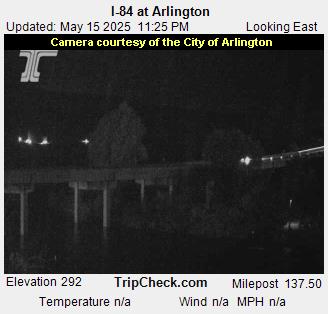 I-84 at Arlington
Updated: May 15 2025 11:25 PM Looking East
Camera courtesy of the City of Arlington
Elevation 292 TripCheck.com Milepost 137.50
Temperature n/a Wind n/a MPH n/a